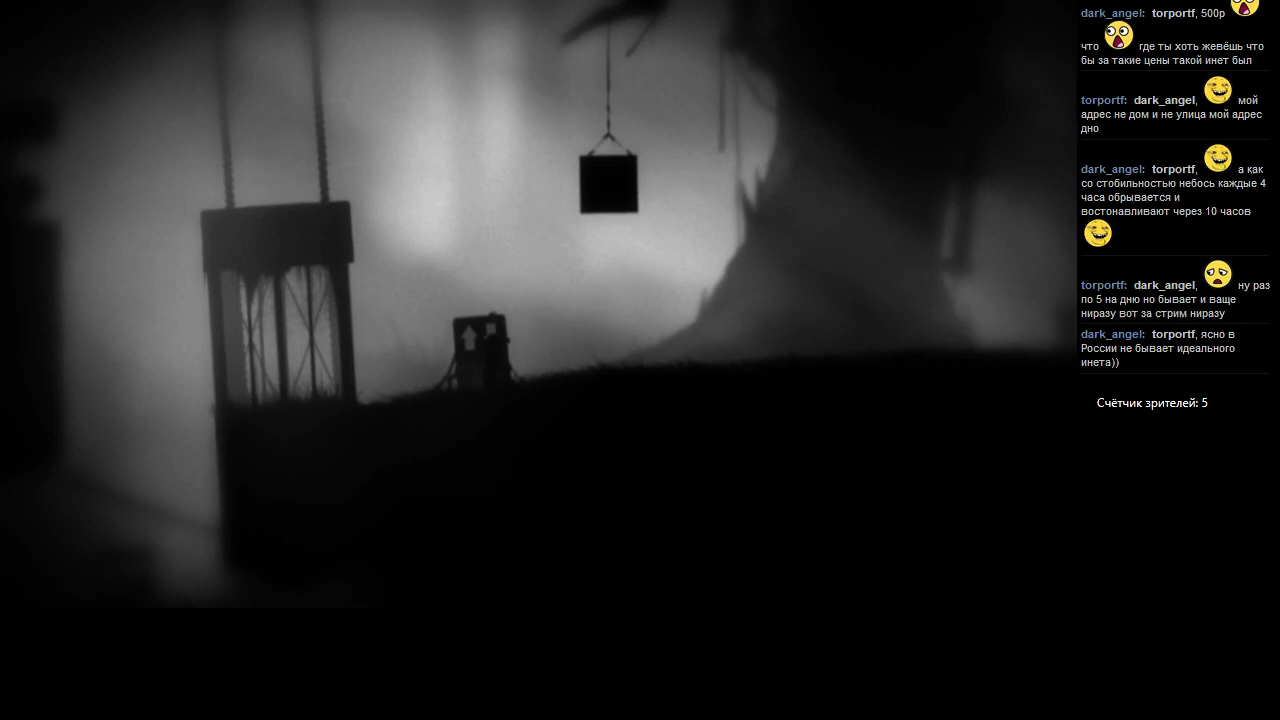 dark_angel: torportf, 500р
что где ты хоть жевёшь что
бы за такие цены такой инет был
torportf: dark_angel, мой
адрес не дом и не улица мой адрес
дно
dark_angel: torportf, а как
со стобильностью небось каждые 4
часа обрывается и
востонавливают через 10 часов
torportf: dark_angel, ну раз
по 5 на дню но бывает и ваще
ниразу вот за стрим ниразу
dark_angel: torportf, ясно в
России не бывает идеального
инета))
Счётчик зрителей: 5